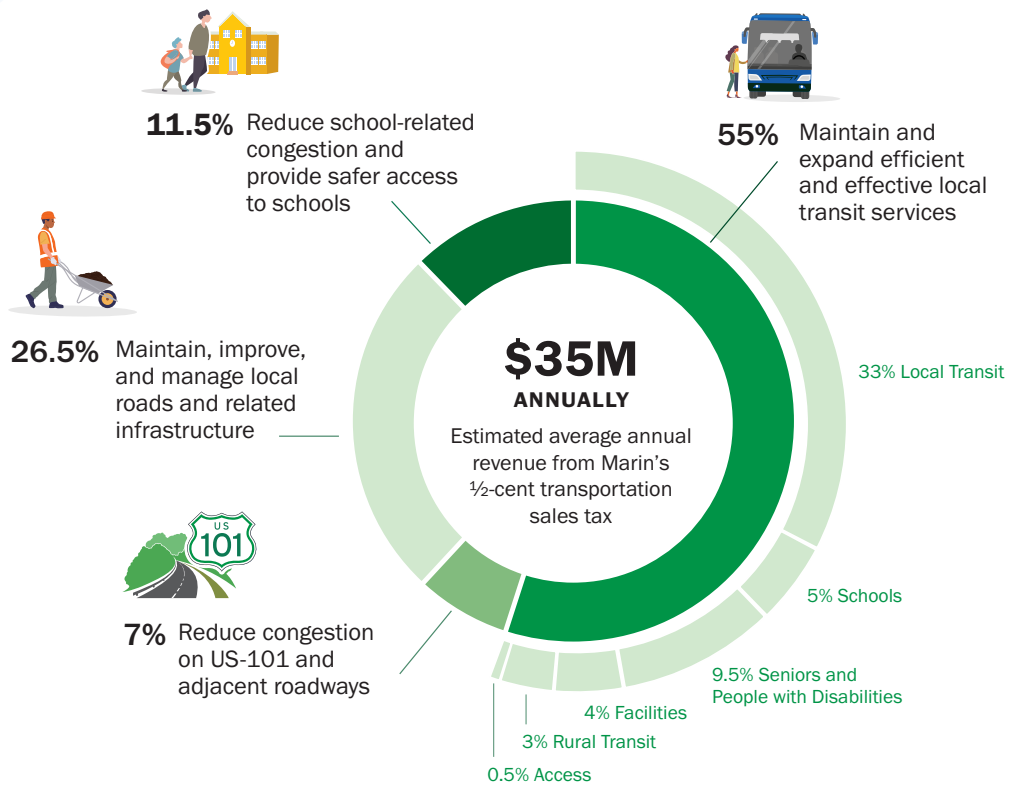 11.5% Reduce school-related
congestion and
provide safer access
to schools
55% Maintain and
expand efficient
and effective local
transit services
26.5% Maintain, improve,
and manage local
roads and related
infrastructure
$35M
ANNUALLY
Estimated average annual
revenue from Marin’s
½-cent transportation
sales tax
33% Local Transit
US
101
7% Reduce congestion
on US-101 and
adjacent roadways
5% Schools
9.5% Seniors and
People with Disabilities
4% Facilities
3% Rural Transit
0.5% Access